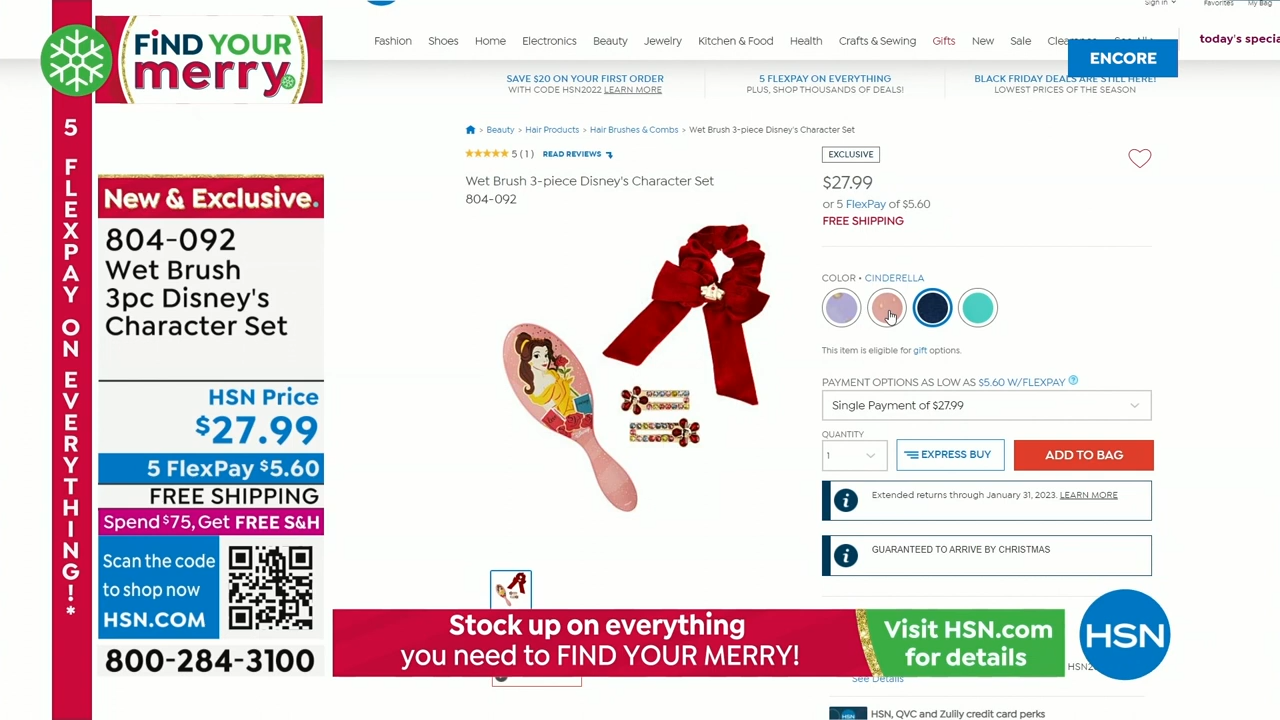 FiND YOUR
merry.
5 FLEXPAY ON EVERYTHING!*
New & Exclusive.
804-092
Wet Brush
3pc Disney's
Character Set
HSN Price
$27.99
5 FlexPay $5.60
FREE SHIPPING
Spend $75, Get FREE S&H
Scan the code
to shop now
HSN.COM
800-284-3100
Sign in
Favorites
My Bag
Fashion Shoes Home Electronics Beauty Jewelry Kitchen & Food Health Crafts & Sewing Gifts New Sale
today's specia
ENCORE
SAVE $20 ON YOUR FIRST ORDER
WITH CODE HSN2022 LEARN MORE
5 FLEXPAY ON EVERYTHING
PLUS, SHOP THOUSANDS OF DEALS!
BLACK FRIDAY DEALS ARE STILL HERE!
LOWEST PRICES OF THE SEASON
> Beauty > Hair Products > Hair Brushes & Combs > Wet Brush 3-piece Disney's Character Set
5 (1) READ REVIEWS
Wet Brush 3-piece Disney's Character Set
804-092
EXCLUSIVE
$27.99
or 5 FlexPay of $5.60
FREE SHIPPING
COLOR • CINDERELLA
This item is eligible for gift options.
PAYMENT OPTIONS AS LOW AS $5.60 W/FLEXPAY ?
Single Payment of $27.99
QUANTITY
1
EXPRESS BUY
ADD TO BAG
Extended returns through January 31, 2023. LEARN MORE
GUARANTEED TO ARRIVE BY CHRISTMAS
Stock up on everything
you need to FIND YOUR MERRY!
Visit HSN.com
for details
HSN
See Details
HSN, QVC and Zulily credit card perks